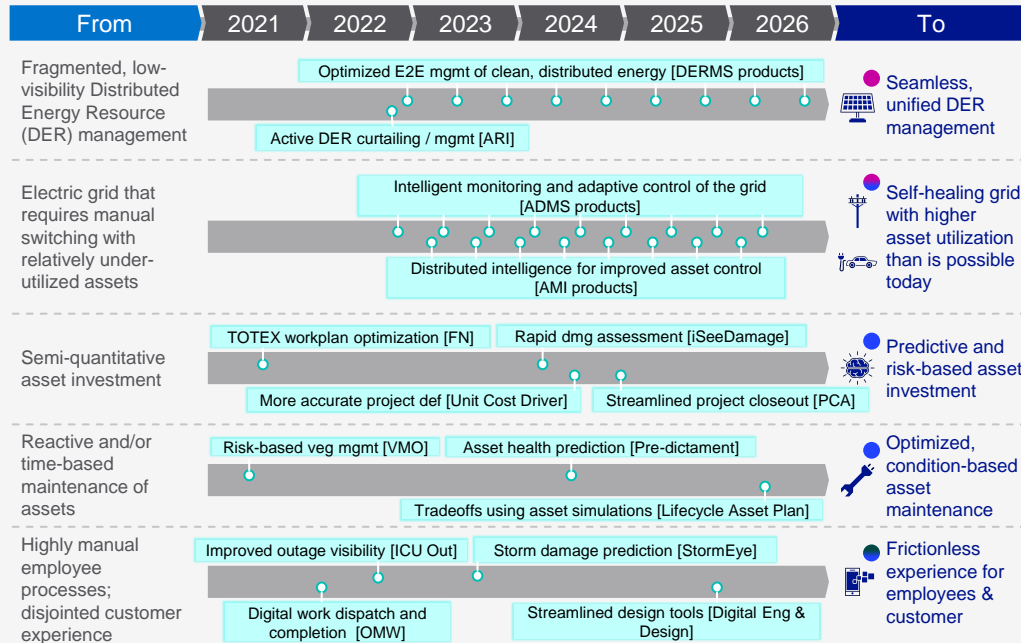 From
2021
2022
2023
2024
2025
2026
To
Fragmented, low-
visibility Distributed
Energy Resource
(DER) management
Optimized E2E mgmt of clean, distributed energy [DERMS products]
Active DER curtailing / mgmt [ARI]
Seamless,
unified DER
management
Electric grid that
requires manual
switching with
relatively under-
utilized assets
Intelligent monitoring and adaptive control of the grid
[ADMS products]
Distributed intelligence for improved asset control
[AMI products]
Self-healing grid
with higher
asset utilization
than is possible
today
Semi-quantitative
asset investment
TOTEX workplan optimization [FN]
Rapid dmg assessment [iSeeDamage]
More accurate project def [Unit Cost Driver]
Streamlined project closeout [PCA]
Predictive and
risk-based asset
investment
Reactive and/or
time-based
maintenance of
assets
Risk-based veg mgmt [VMO]
Asset health prediction [Pre-dictament]
Tradeoffs using asset simulations [Lifecycle Asset Plan]
Optimized,
condition-based
asset
maintenance
Highly manual
employee
processes;
disjointed customer
experience
Improved outage visibility [ICU Out]
Storm damage prediction [StormEye]
Digital work dispatch and
completion [OMW]
Streamlined design tools [Digital Eng &
Design]
Frictionless
experience for
employees &
customer